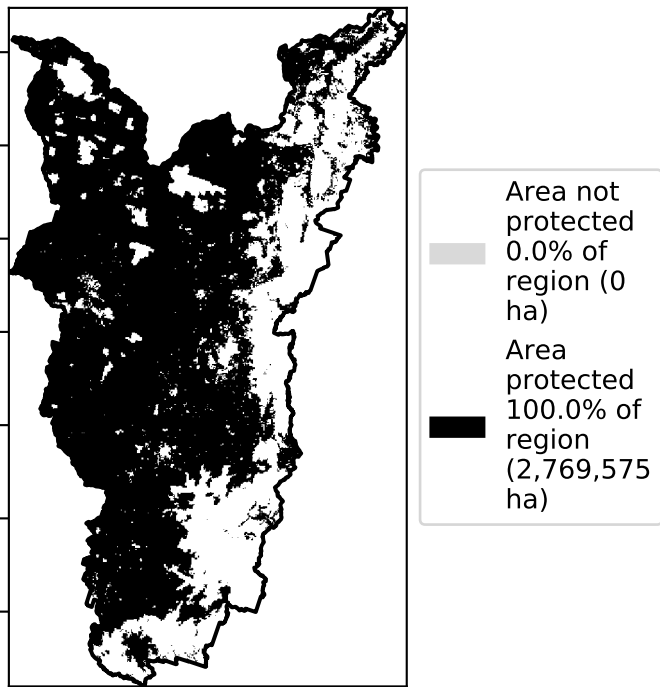 Area not
protected
0.0% of
region (0
ha)
Area
protected
100.0% of
region
(2,769,575
ha)